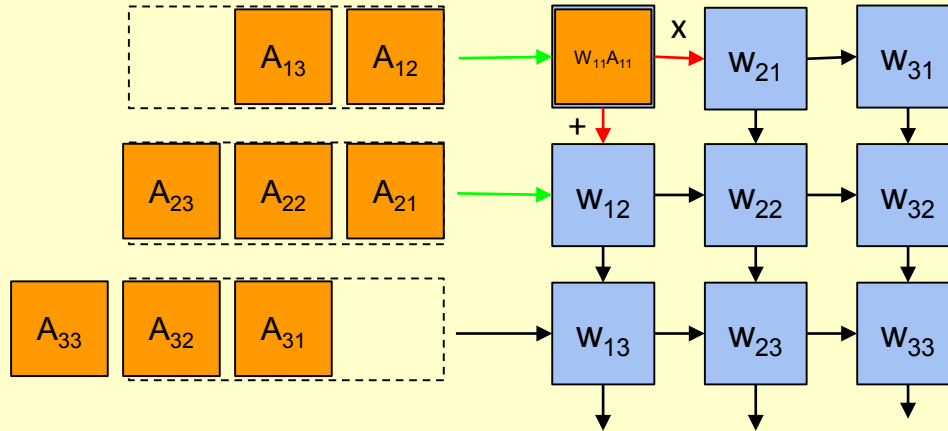 A₁₃ A₁₂ W₁₁A₁₁ X W₂₁ W₃₁
+
A₂₃ A₂₂ A₂₁ W₁₂ W₂₂ W₃₂
A₃₃ A₃₂ A₃₁ W₁₃ W₂₃ W₃₃